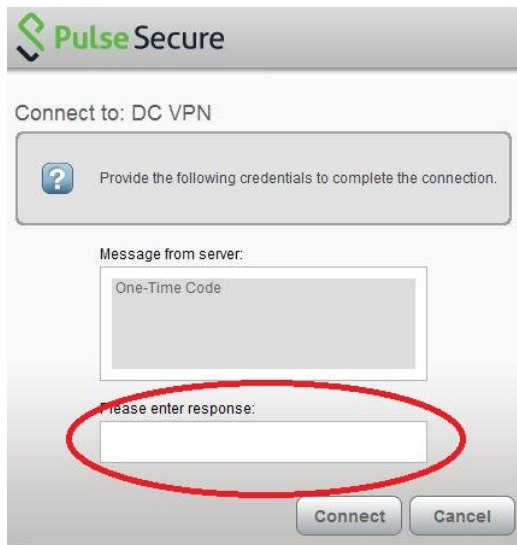 Pulse Secure
Connect to: DC VPN
?
Provide the following credentials to complete the connection.
Message from server:
One-Time Code
Please enter response:
Connect
Cancel